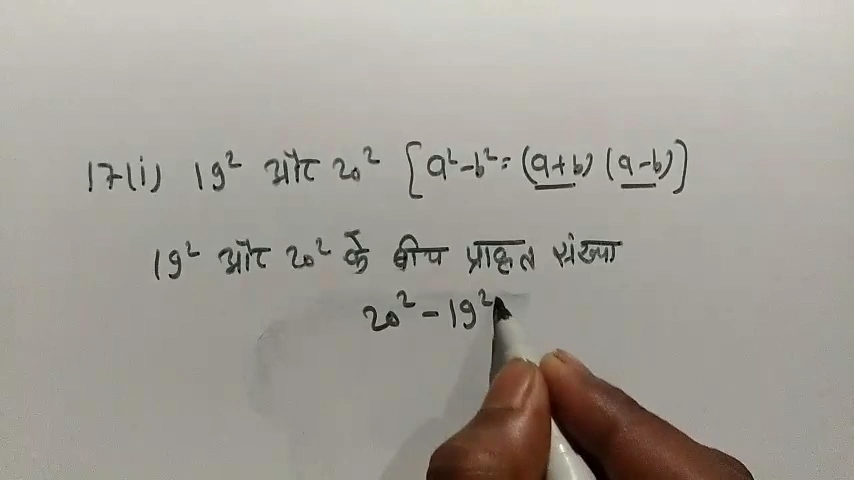 17(i) 19² और 20² [a²-b²=(a+b) (a-b)]
19² और 20² के बीच प्राकृत संख्या
20² - 19²